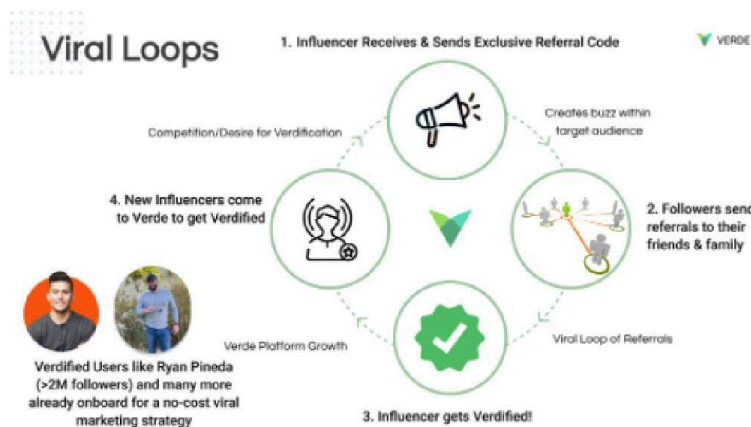 Viral Loops
1. Influencer Receives & Sends Exclusive Referral Code
VERDE
Competition/Desire for Verification
Creates buzz within
target audience
4. New Influencers come
to Verde to get Verdified
2. Followers send
referrals to their
friends & family
Verde Platform Growth
Viral Loop of Referrals
Verdified Users like Ryan Pineda
(>2M followers) and many more
already onboard for a no-cost viral
marketing strategy
3. Influencer gets Verdified!